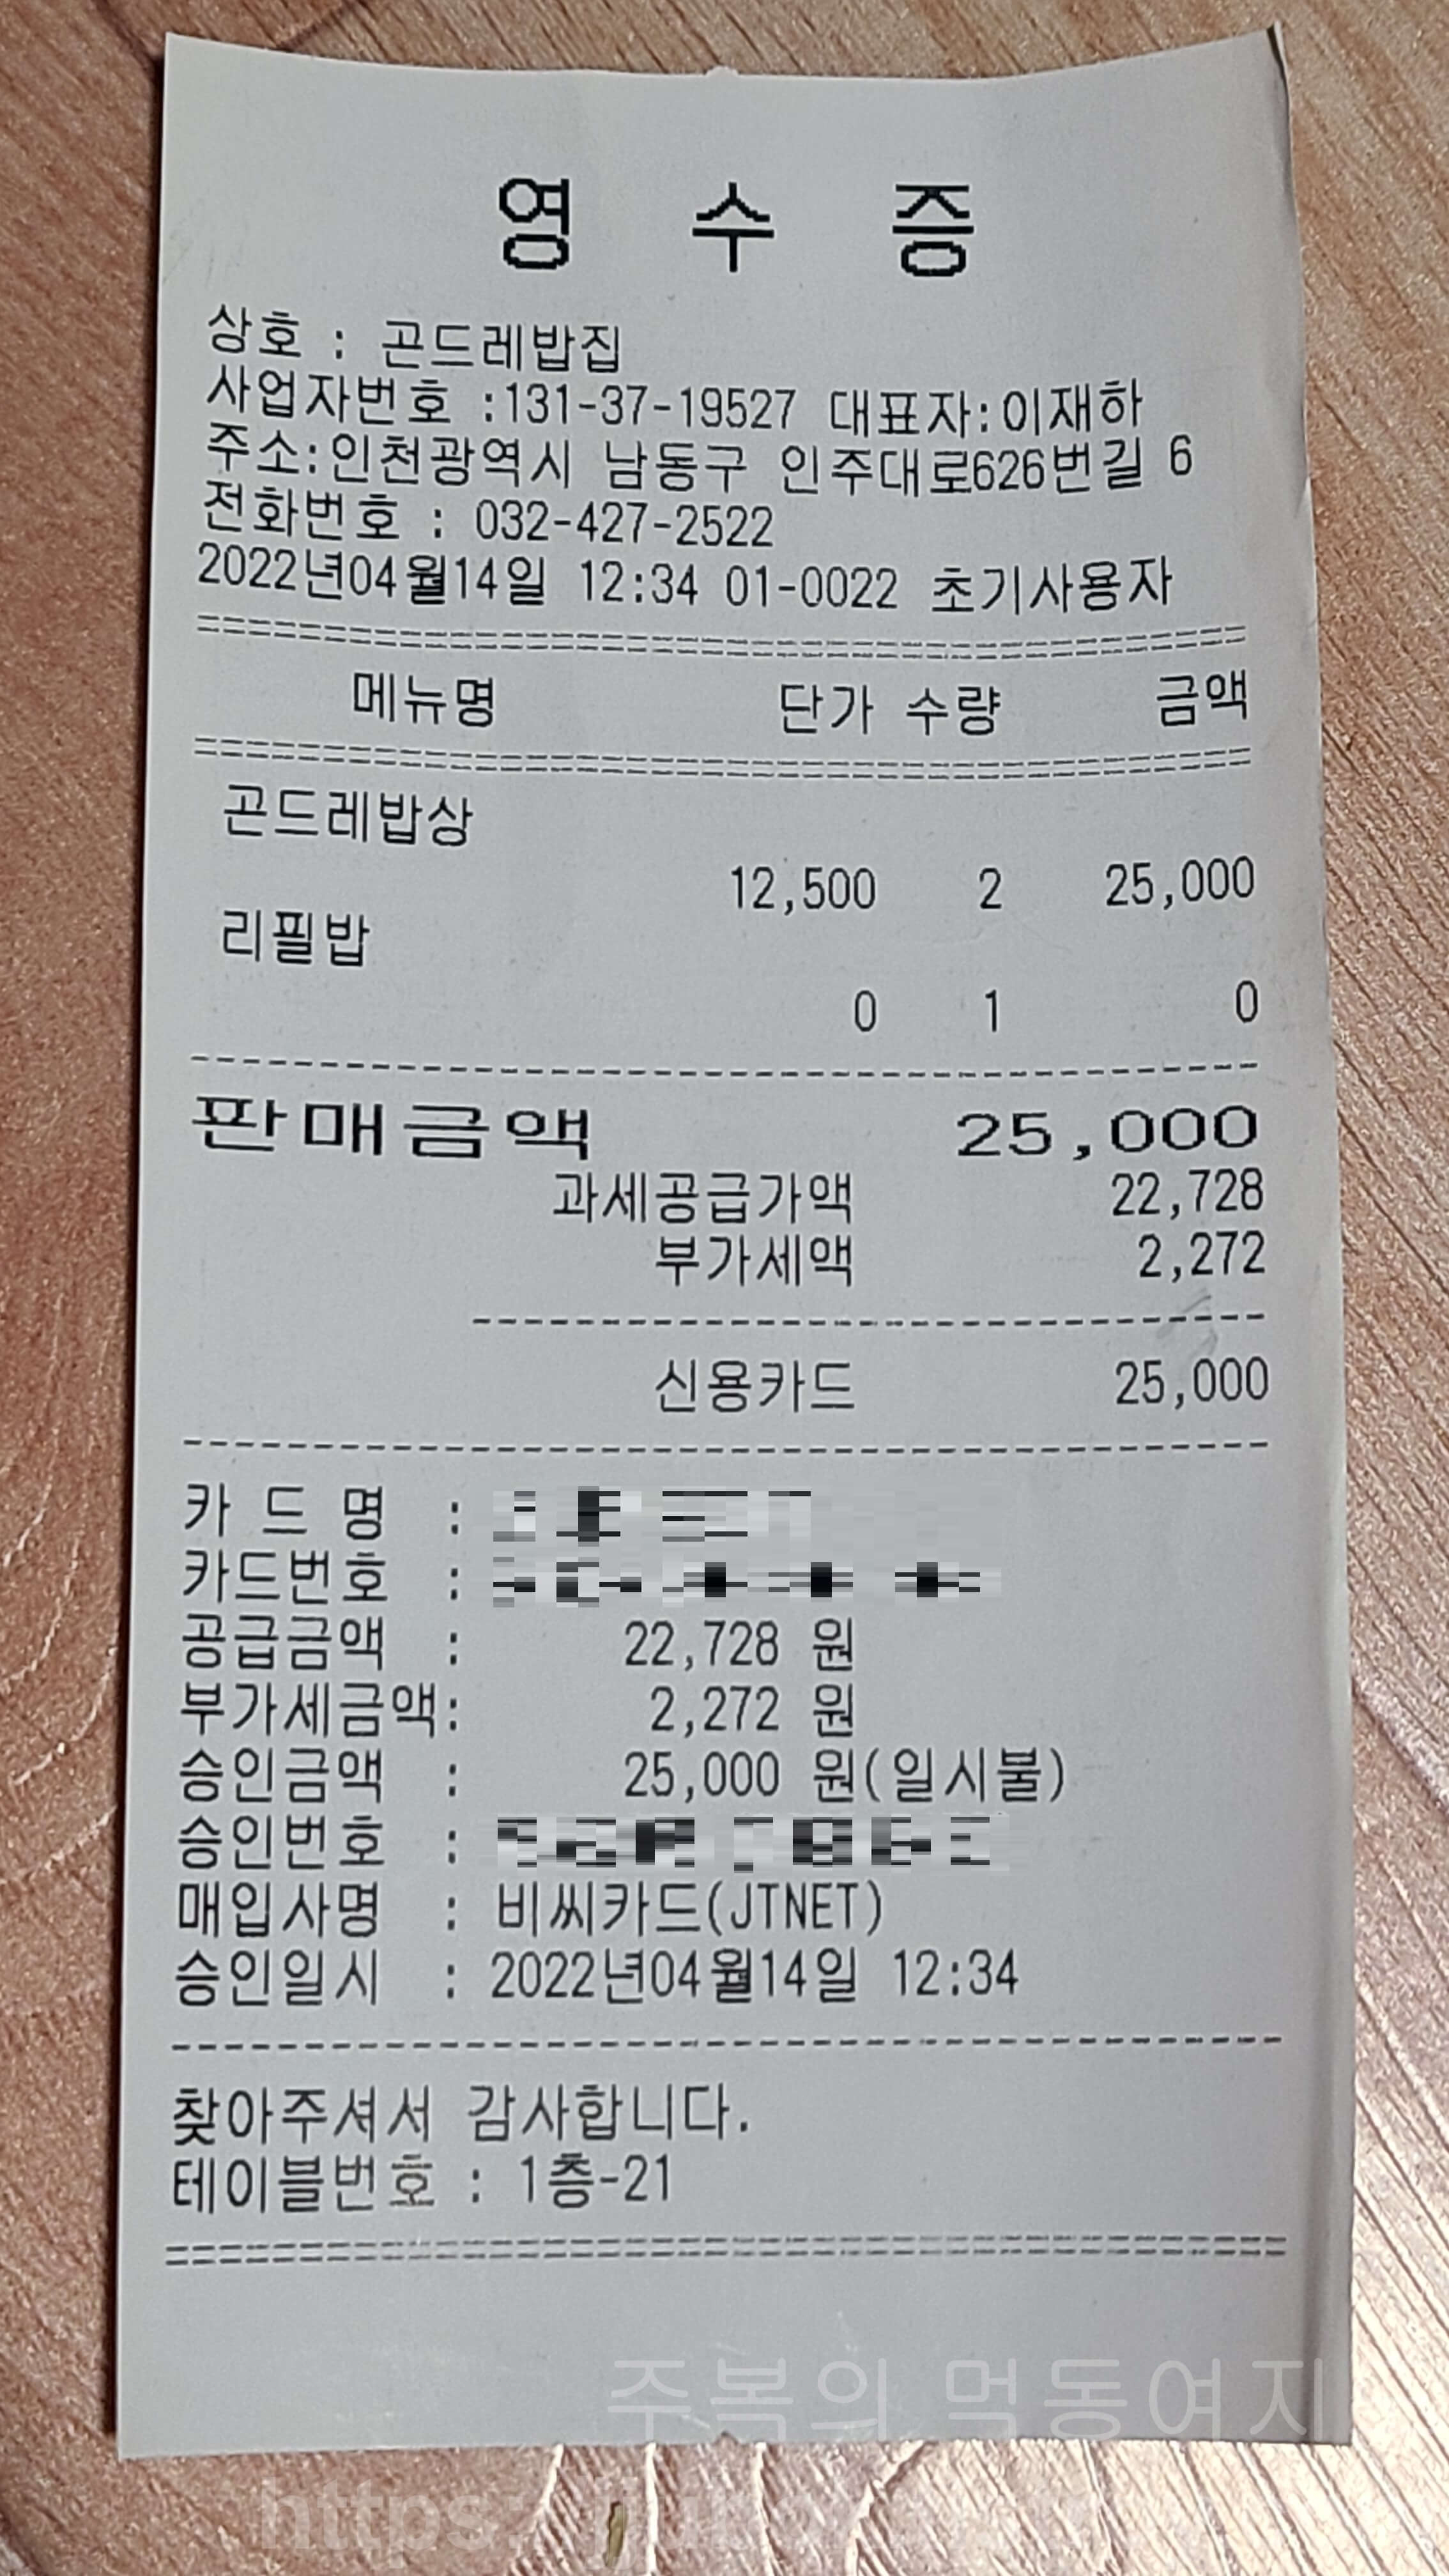 영 수 증
상호 : 곤드레밥집
사업자번호 :131-37-19527 대표자:이재하
주소:인천광역시 남동구 인주대로626번길 6
전화번호 : 032-427-2522
2022년04월14일 12:34 01-0022 초기사용자
메뉴명 단가 수량 금액
곤드레밥상
12,500 2 25,000
리필밥
0 1 0
판매금액 25,000
과세공급가액 22,728
부가세액 2,272
신용카드 25,000
카 드 명 :
카드번호 :
공급금액 : 22,728 원
부가세금액: 2,272 원
승인금액 : 25,000 원(일시불)
승인번호 :
매입사명 : 비씨카드(JTNET)
승인일시 : 2022년04월14일 12:34
찾아주셔서 감사합니다.
테이블번호 : 1층-21
주복의 먹동여지
https: